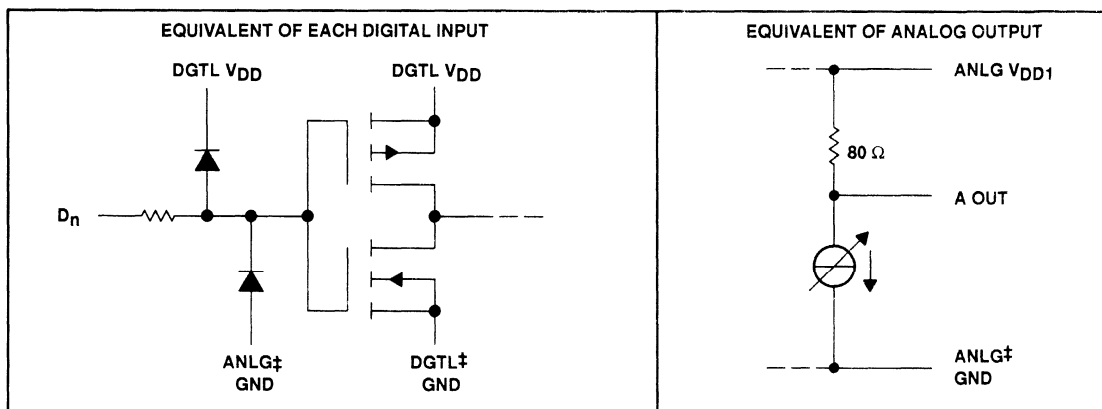 EQUIVALENT OF EACH DIGITAL INPUT
DGTL VDD
DGTL VDD
Dn
ANLG‡
GND
DGTL‡
GND
EQUIVALENT OF ANALOG OUTPUT
ANLG VDD1
80 Ω
A OUT
ANLG‡
GND